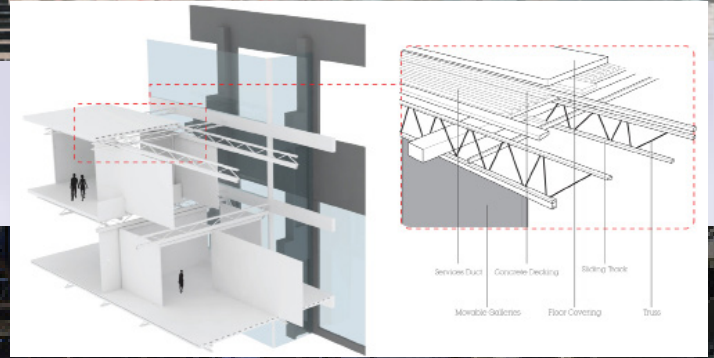 Services Duct
Concrete Decking
Sliding Track
Movable Galleries
Floor Covering
Truss